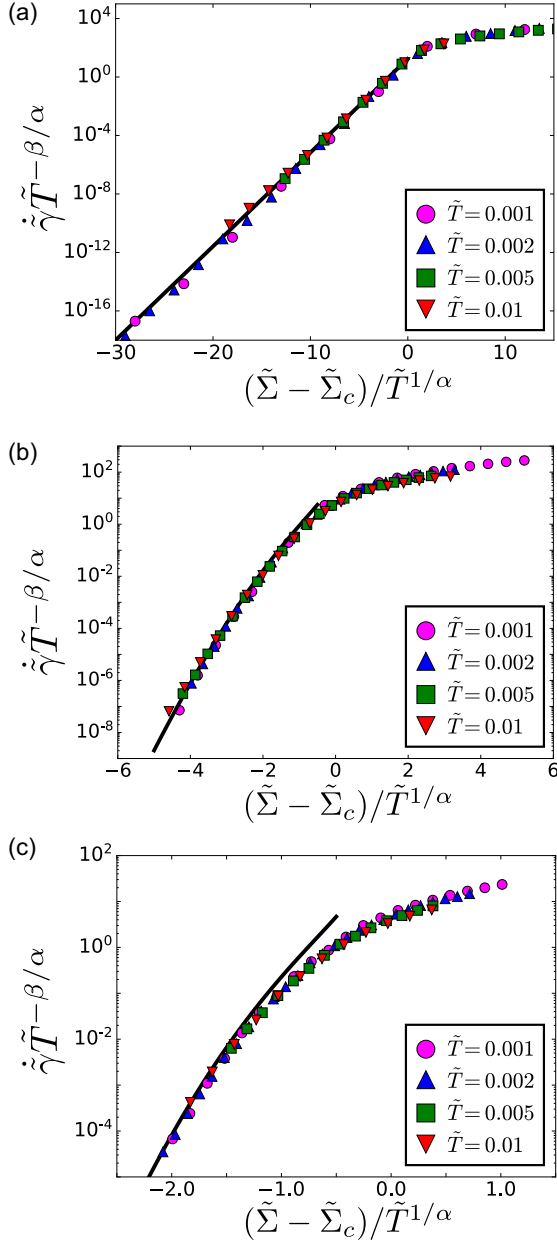 (a)
10^4
10^0
10^-4
10^-8
10^-12
10^-16
γ̃̇ T̃^{-β/α}
T̃ = 0.001
T̃ = 0.002
T̃ = 0.005
T̃ = 0.01
−30 −20 −10 0 10
(Σ̃ − Σ̃_c)/T̃^{1/α}
(b)
10^2
10^0
10^-2
10^-4
10^-6
10^-8
γ̃̇ T̃^{-β/α}
T̃ = 0.001
T̃ = 0.002
T̃ = 0.005
T̃ = 0.01
−6 −4 −2 0 2 4 6
(Σ̃ − Σ̃_c)/T̃^{1/α}
(c)
10^2
10^0
10^-2
10^-4
γ̃̇ T̃^{-β/α}
T̃ = 0.001
T̃ = 0.002
T̃ = 0.005
T̃ = 0.01
−2.0 −1.0 0.0 1.0
(Σ̃ − Σ̃_c)/T̃^{1/α}